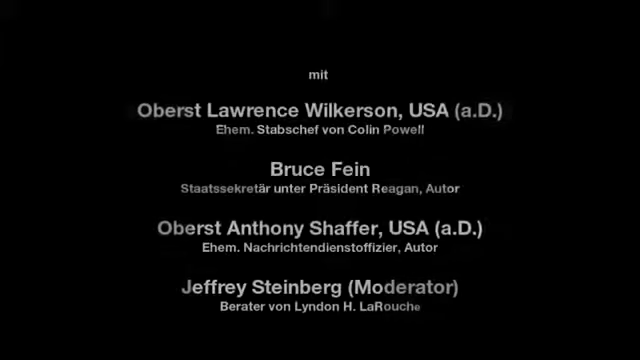 mit
Oberst Lawrence Wilkerson, USA (a.D.)
Ehem. Stabschef von Colin Powell
Bruce Fein
Staatssekretär unter Präsident Reagan, Autor
Oberst Anthony Shaffer, USA (a.D.)
Ehem. Nachrichtendienstoffizier, Autor
Jeffrey Steinberg (Moderator)
Berater von Lyndon H. LaRouche